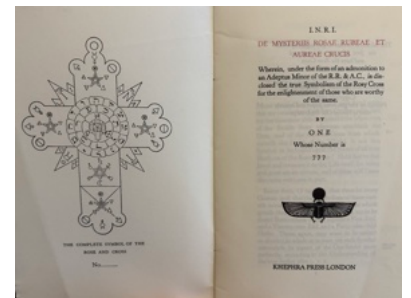 THE COMPLETE SYMBOL OF THE
ROSE AND CROSS
No.......
I.N.R.I.
DE MYSTERIIS ROSAE RUBEAE ET
AUREAE CRUCIS
Wherein, under the form of an admonition to
an Adeptus Minor of the R.R. & A.C., is dis-
closed the true Symbolism of the Rosy Cross
for the enlightenment of those who are worthy
of the same.
BY
ONE
Whose Number is
777
KHEPHRA PRESS LONDON